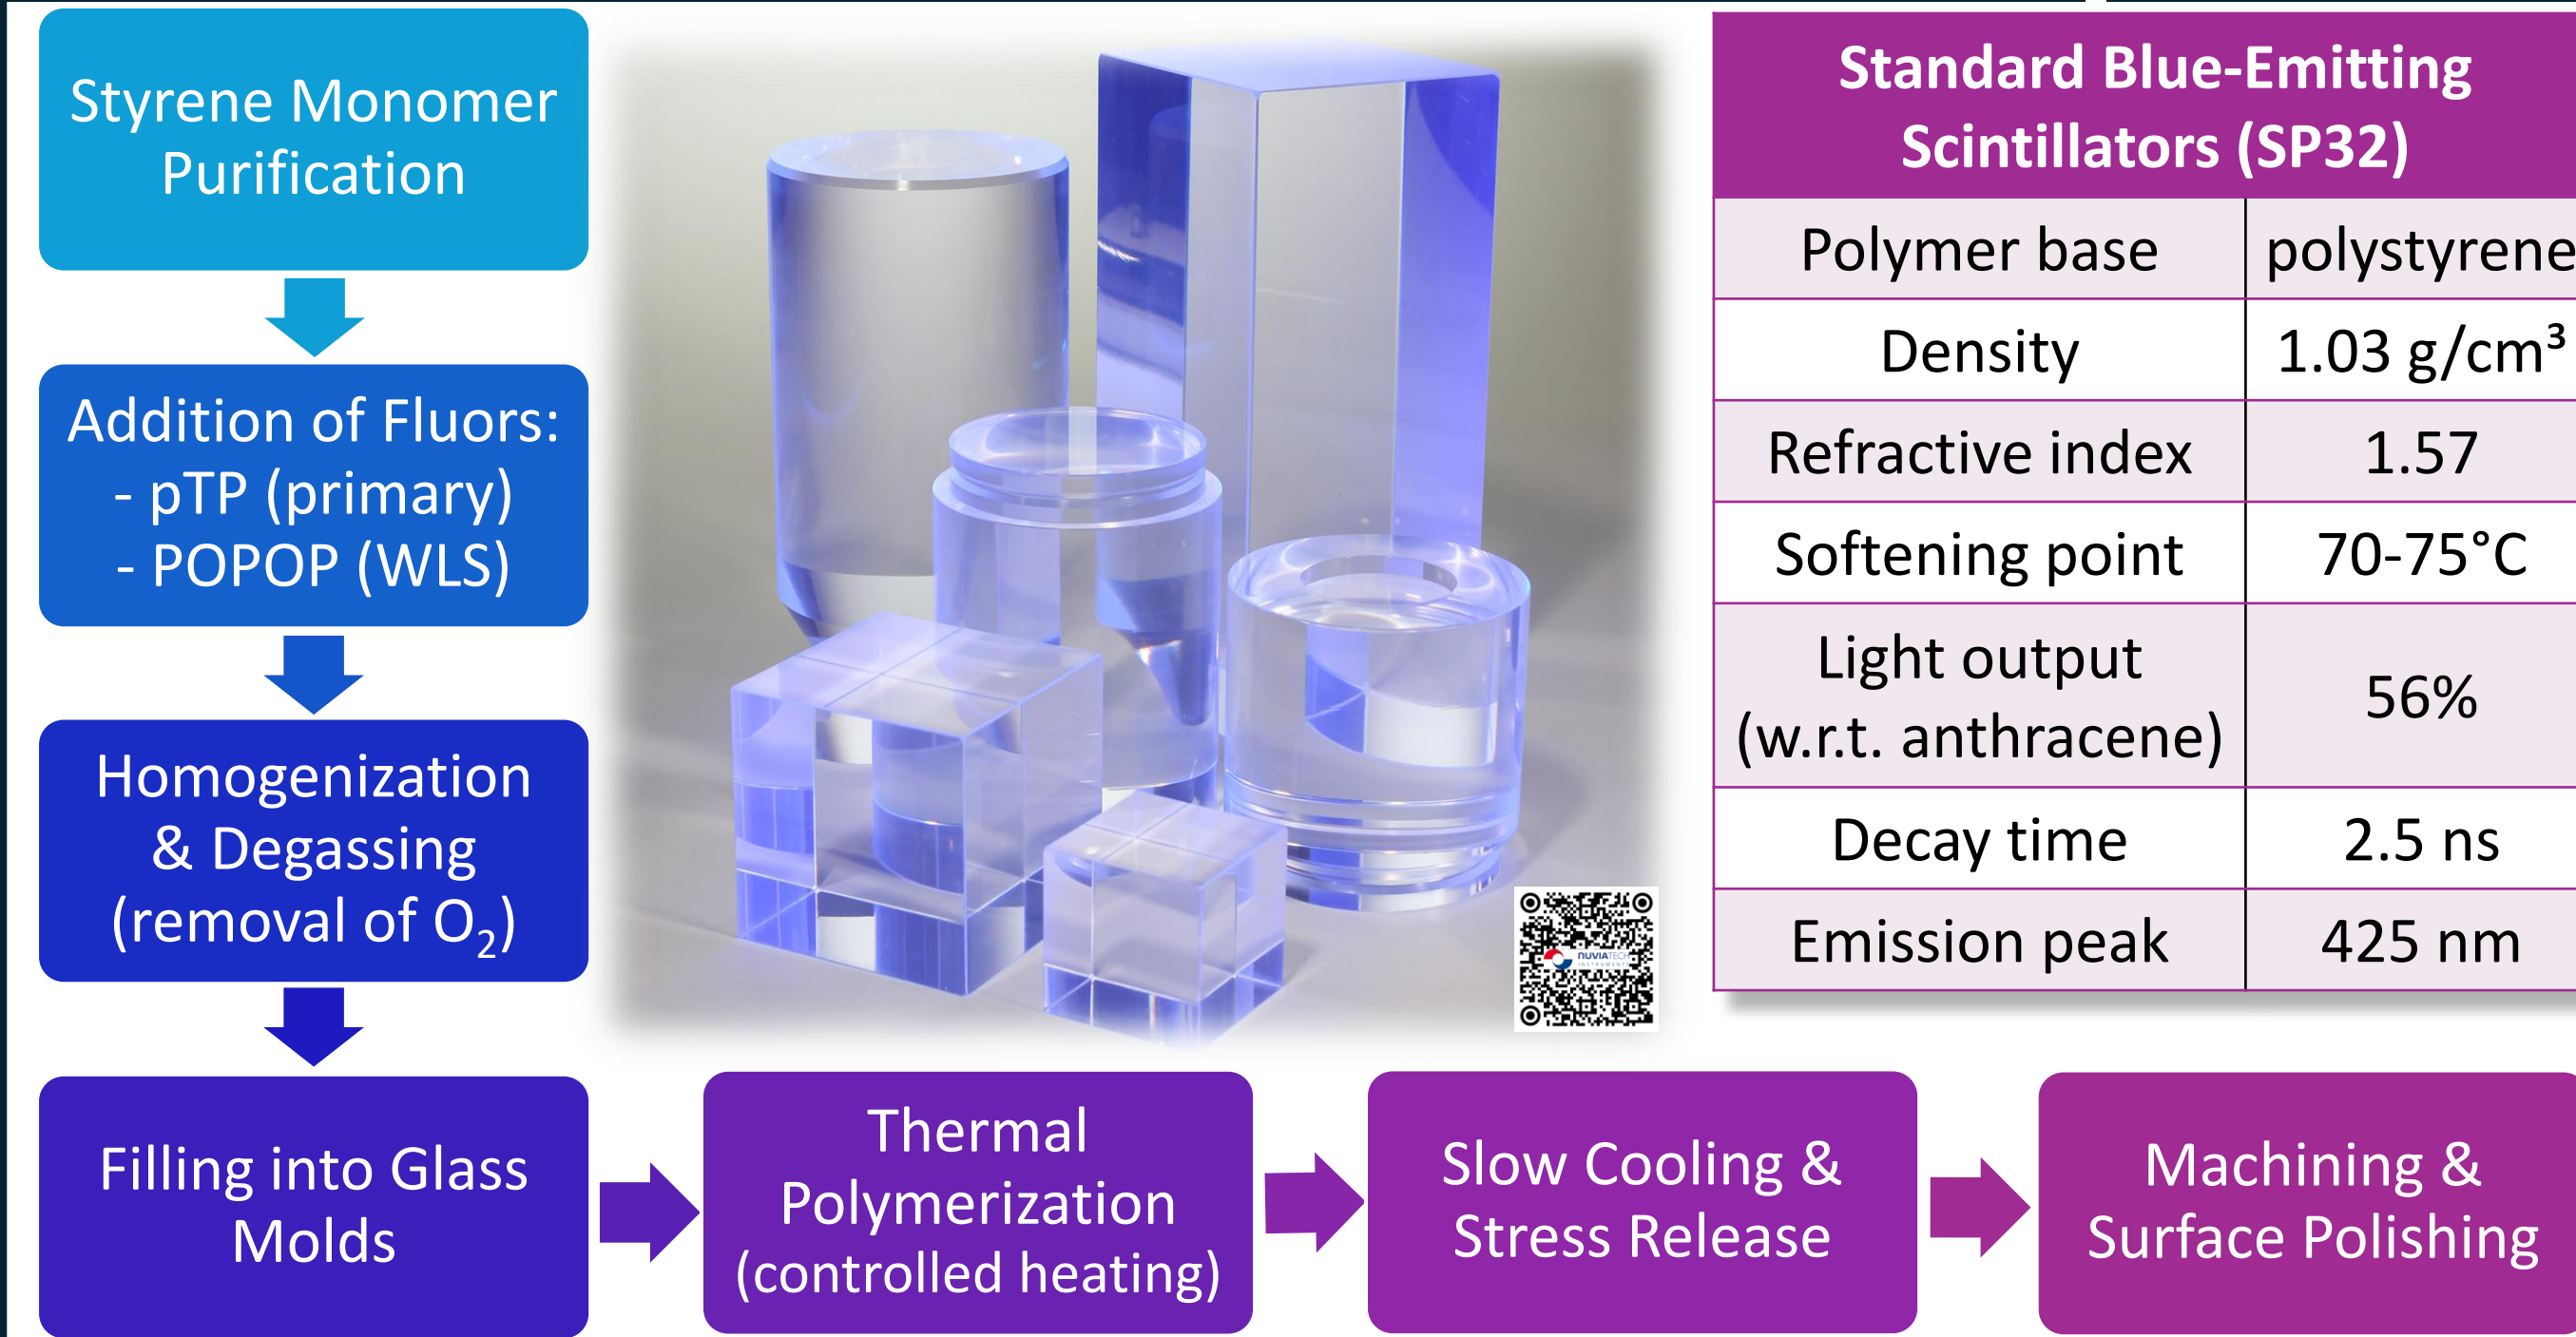 Styrene Monomer
Purification
Addition of Fluors:
- pTP (primary)
- POPOP (WLS)
Homogenization
& Degassing
(removal of O₂)
Filling into Glass
Molds
Thermal
Polymerization
(controlled heating)
Slow Cooling &
Stress Release
Machining &
Surface Polishing
NUVIATECH
INSTRUMENTS
Standard Blue-Emitting
Scintillators (SP32)
Polymer base polystyrene
Density 1.03 g/cm³
Refractive index 1.57
Softening point 70-75°C
Light output
(w.r.t. anthracene) 56%
Decay time 2.5 ns
Emission peak 425 nm